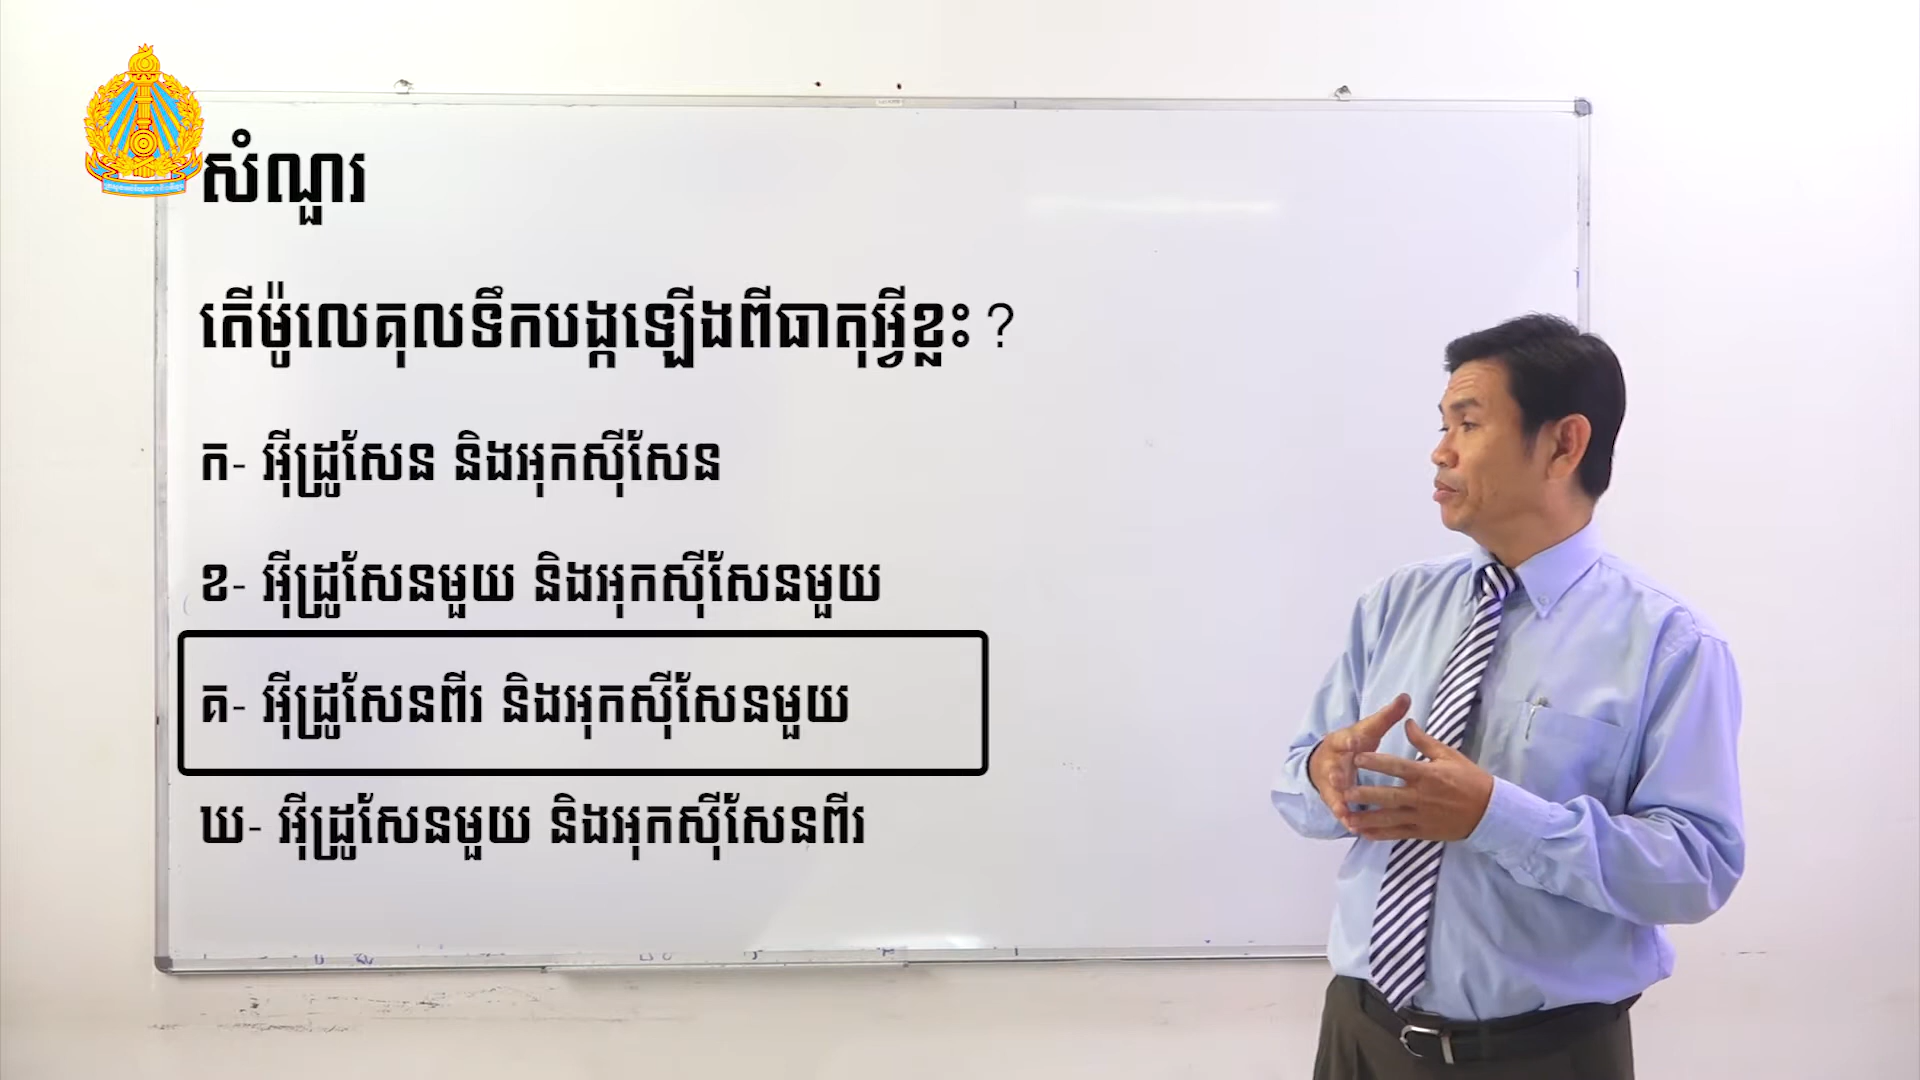 សំណួរ
តើម៉ូលេគុលទឹកបង្កឡើងពីធាតុអ្វីខ្លះ ?
ក- អ៊ីដ្រូសែន និងអុកស៊ីសែន
ខ- អ៊ីដ្រូសែនមួយ និងអុកស៊ីសែនមួយ
គ- អ៊ីដ្រូសែនពីរ និងអុកស៊ីសែនមួយ
ឃ- អ៊ីដ្រូសែនមួយ និងអុកស៊ីសែនពីរ